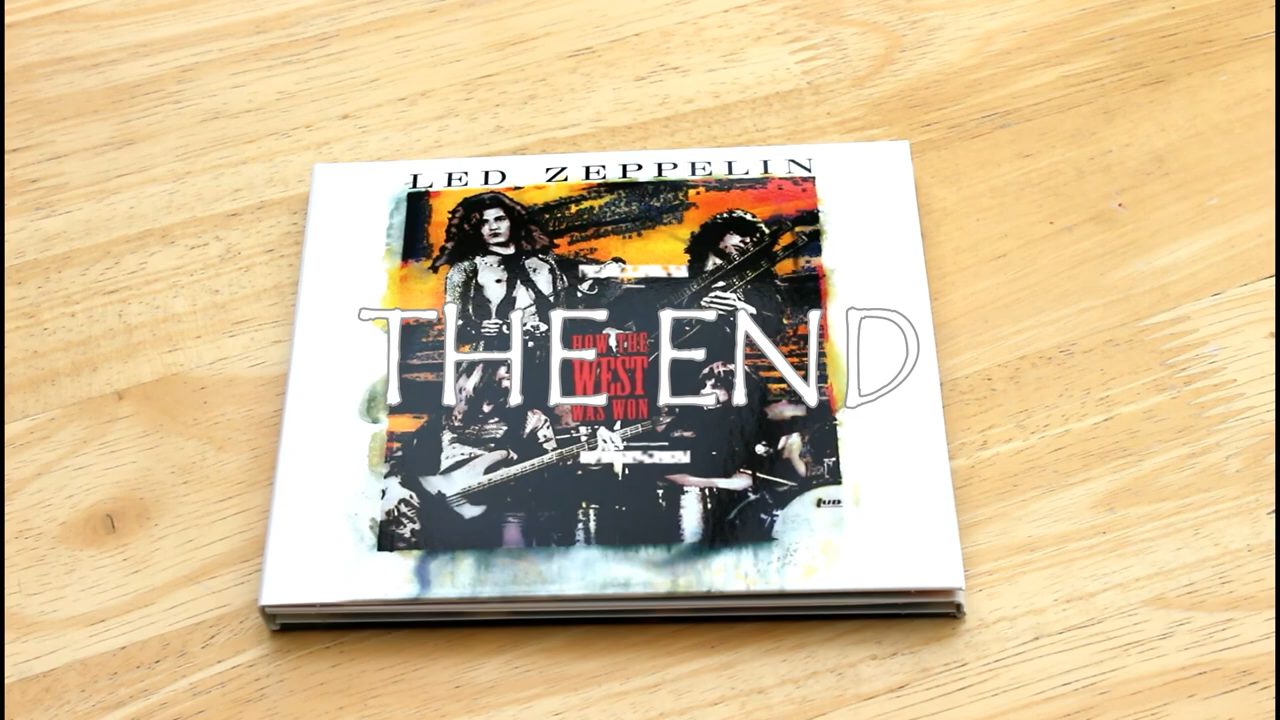 LED ZEPPELIN
THE END
HOW THE
WEST
WAS WON